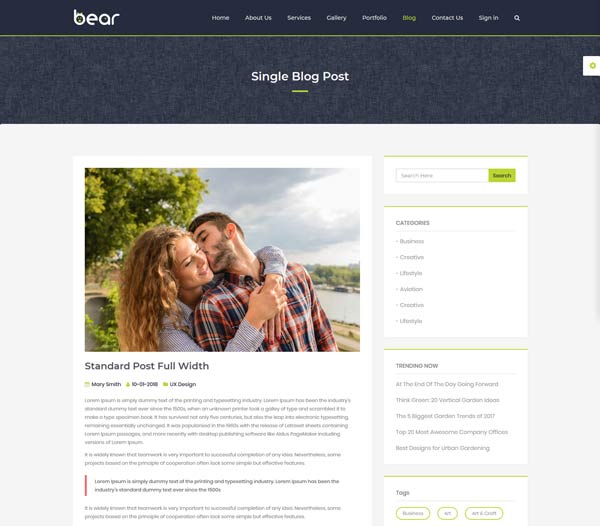 bear
Home About Us Services Gallery Portfolio Blog Contact Us Sign in
Single Blog Post
Search Here Search
CATEGORIES
- Business
- Creative
- Lifestyle
- Aviation
- Creative
- Lifestyle
Standard Post Full Width
Mary Smith 10-01-2018 UX Design
Lorem Ipsum is simply dummy text of the printing and typesetting industry. Lorem Ipsum has been the industry's
standard dummy text ever since the 1500s, when an unknown printer took a galley of type and scrambled it to
make a type specimen book. It has survived not only five centuries, but also the leap into electronic typesetting,
remaining essentially unchanged. It was popularised in the 1960s with the release of Letraset sheets containing
Lorem Ipsum passages, and more recently with desktop publishing software like Aldus PageMaker including
versions of Lorem Ipsum.
It is widely known that teamwork is very important to successful completion of any idea. Nevertheless, some
projects based on the principle of cooperation often lack some simple but effective features.
Lorem Ipsum is simply dummy text of the printing and typesetting industry. Lorem Ipsum has been the
industry's standard dummy text ever since the 1500s
It is widely known that teamwork is very important to successful completion of any idea. Nevertheless, some
projects based on the principle of cooperation often lack some simple but effective features.
TRENDING NOW
At The End Of The Day Going Forward
Think Green: 20 Vertical Garden Ideas
The 5 Biggest Garden Trends of 2017
Top 20 Most Awesome Company Offices
Best Designs for Urban Gardening
Tags
Business Art Art & Craft